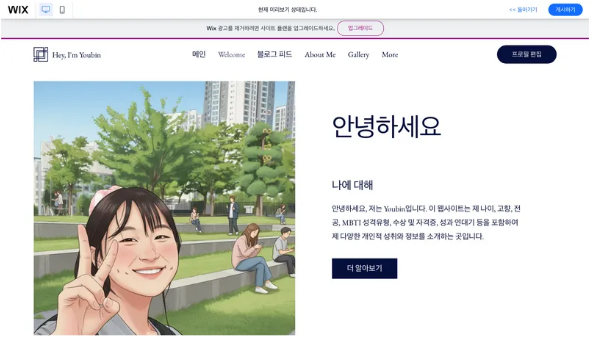 WIX
현재 미리보기 상태입니다.
<< 돌아가기
게시하기
Wix 광고를 제거하려면 사이트 플랜을 업그레이드하세요.
업그레이드
Hey, I'm Youbin
메인 Welcome 블로그 피드 About Me Gallery More
프로필 편집
안녕하세요
나에 대해
안녕하세요, 저는 Youbin입니다. 이 웹사이트는 제 나이, 고향, 전
공, MBTI 성격유형, 수상 및 자격증, 성과 인대기 등을 포함하여
제 다양한 개인적 성취와 정보를 소개하는 곳입니다.
더 알아보기